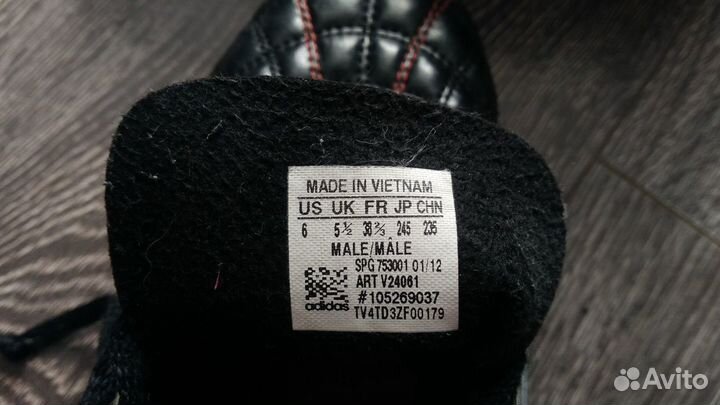 MADE IN VIETNAM
US UK FR JP CHN
6 5½ 38⅔ 245 235
MALE/MÂLE
SPG 753001 01/12
ART V24061
#105269037
adidas TV4TD3ZF00179
Avito